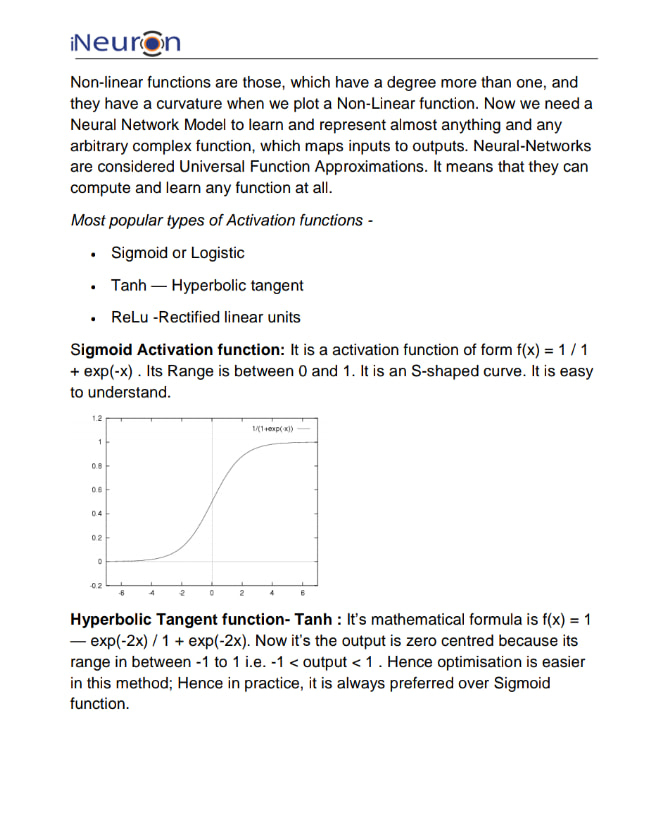 iNeuron
Non-linear functions are those, which have a degree more than one, and
they have a curvature when we plot a Non-Linear function. Now we need a
Neural Network Model to learn and represent almost anything and any
arbitrary complex function, which maps inputs to outputs. Neural-Networks
are considered Universal Function Approximations. It means that they can
compute and learn any function at all.
Most popular types of Activation functions -
• Sigmoid or Logistic
• Tanh — Hyperbolic tangent
• ReLu -Rectified linear units
Sigmoid Activation function: It is a activation function of form f(x) = 1 / 1
+ exp(-x) . Its Range is between 0 and 1. It is an S-shaped curve. It is easy
to understand.
1.2
1/(1+exp(-x))
1
0.8
0.6
0.4
0.2
0
-0.2
-6 -4 -2 0 2 4 6
Hyperbolic Tangent function- Tanh : It's mathematical formula is f(x) = 1
— exp(-2x) / 1 + exp(-2x). Now it's the output is zero centred because its
range in between -1 to 1 i.e. -1 < output < 1 . Hence optimisation is easier
in this method; Hence in practice, it is always preferred over Sigmoid
function.